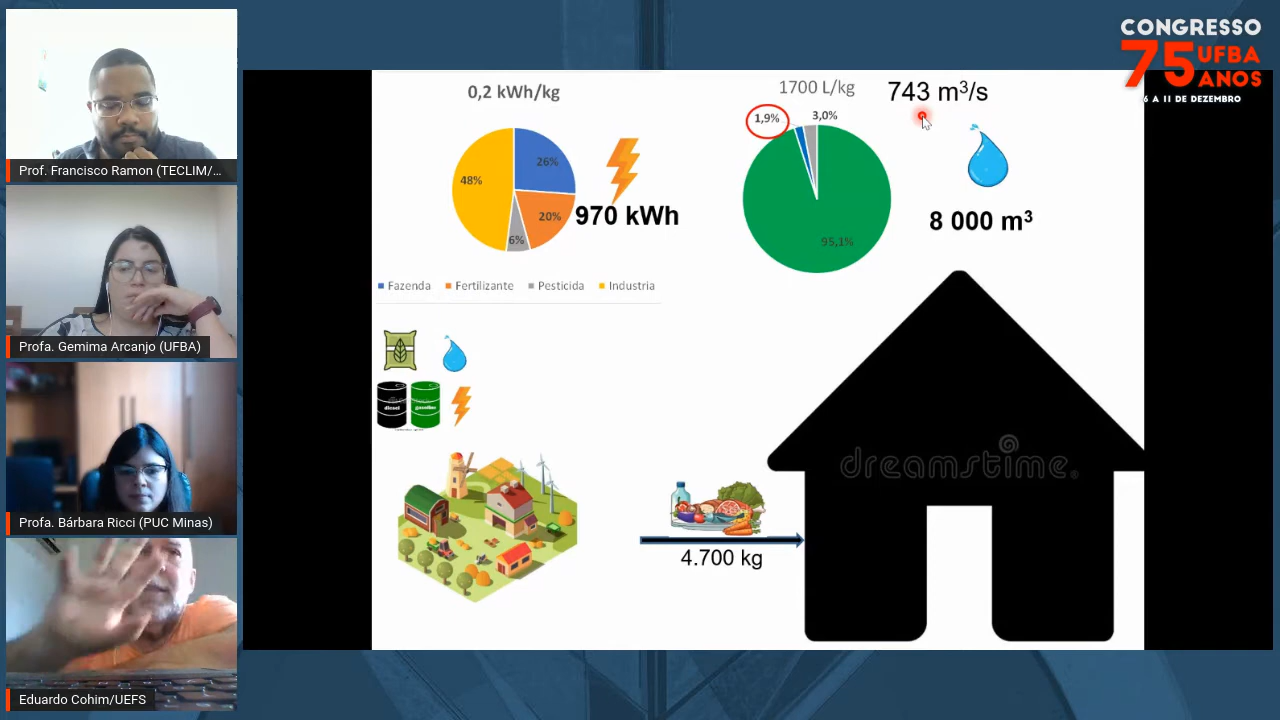 CONGRESSO
75 UFBA
ANOS
6 A 11 DE DEZEMBRO
Prof. Francisco Ramon (TECLIM/...
Profa. Gemima Arcanjo (UFBA)
Profa. Bárbara Ricci (PUC Minas)
Eduardo Cohim/UEFS
0,2 kWh/kg
48%
26%
20%
6%
970 kWh
Fazenda
Fertilizante
Pesticida
Industria
1700 L/kg
743 m³/s
1,9%
3,0%
95,1%
8 000 m³
diesel
gasolina
4.700 kg
dreamstime